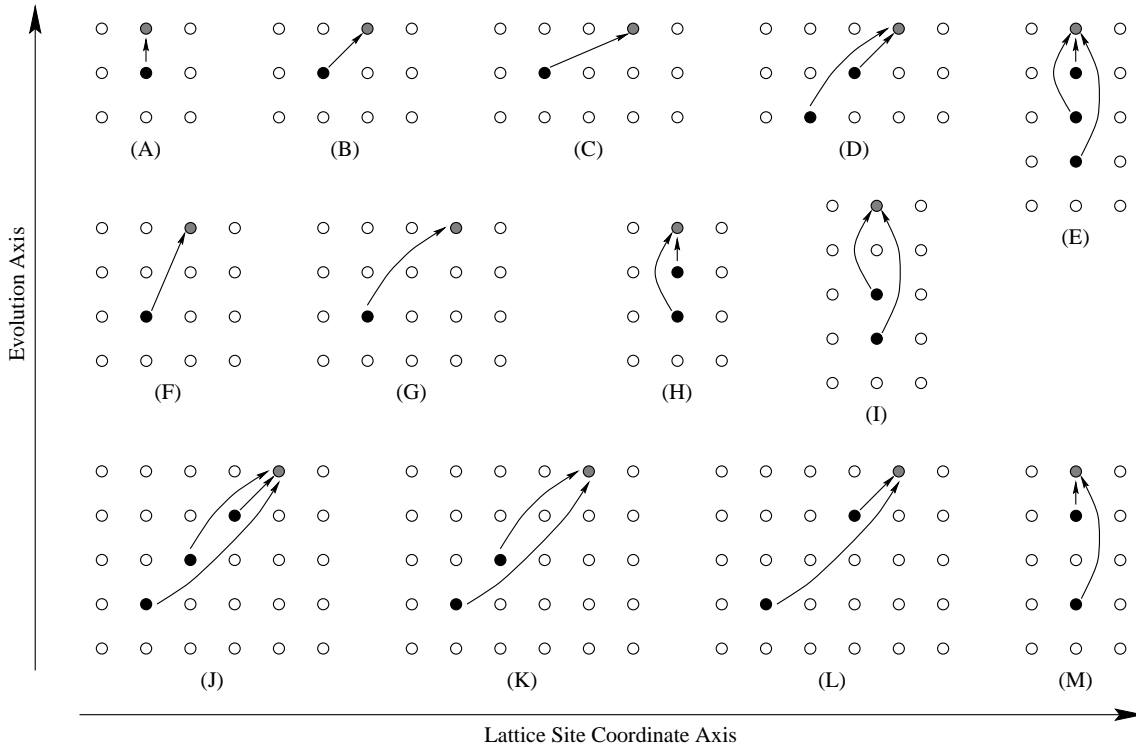 (A)
(B)
(C)
(D)
(E)
(F)
(G)
(H)
(I)
(J)
(K)
(L)
(M)
Evolution Axis
Lattice Site Coordinate Axis